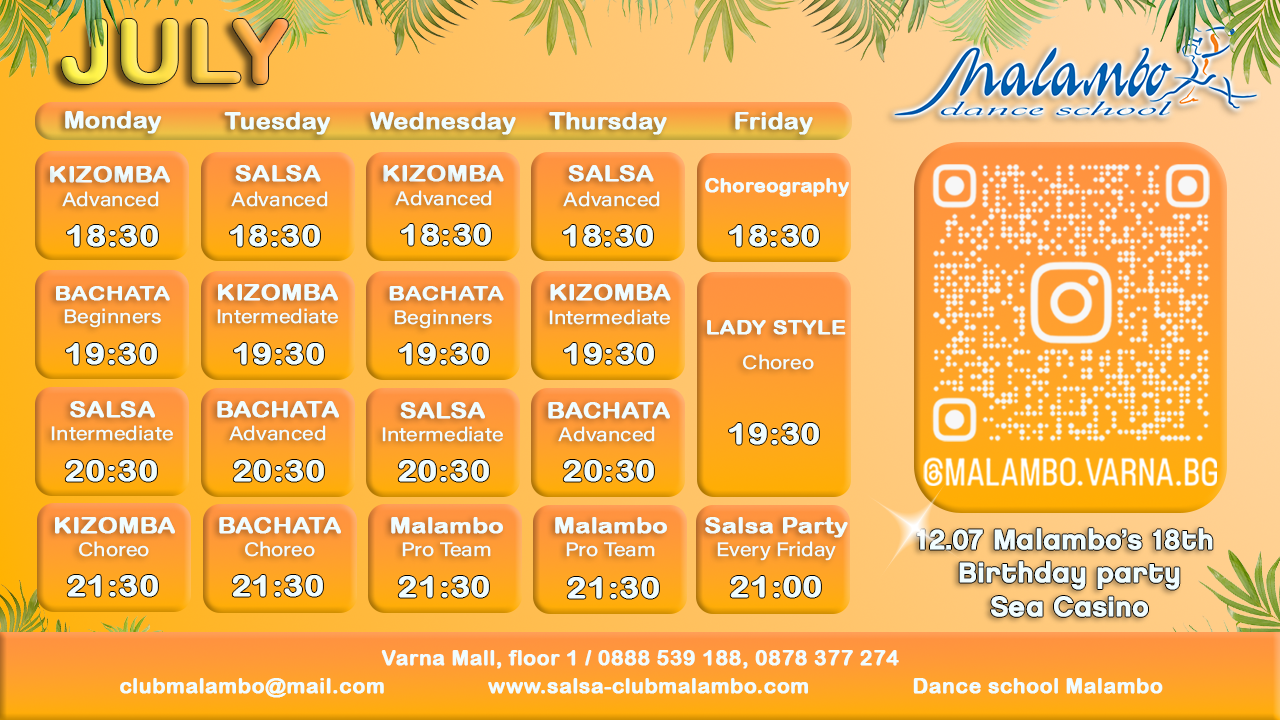 JULY
Malambo
dance school
Monday Tuesday Wednesday Thursday Friday
KIZOMBA
Advanced
18:30
SALSA
Advanced
18:30
KIZOMBA
Advanced
18:30
SALSA
Advanced
18:30
Choreography
18:30
BACHATA
Beginners
19:30
KIZOMBA
Intermediate
19:30
BACHATA
Beginners
19:30
KIZOMBA
Intermediate
19:30
LADY STYLE
Choreo
19:30
SALSA
Intermediate
20:30
BACHATA
Advanced
20:30
SALSA
Intermediate
20:30
BACHATA
Advanced
20:30
KIZOMBA
Choreo
21:30
BACHATA
Choreo
21:30
Malambo
Pro Team
21:30
Malambo
Pro Team
21:30
Salsa Party
Every Friday
21:00
@MALAMBO.VARNA.BG
12.07 Malambo's 18th
Birthday party
Sea Casino
Varna Mall, floor 1 / 0888 539 188, 0878 377 274
clubmalambo@mail.com www.salsa-clubmalambo.com Dance school Malambo